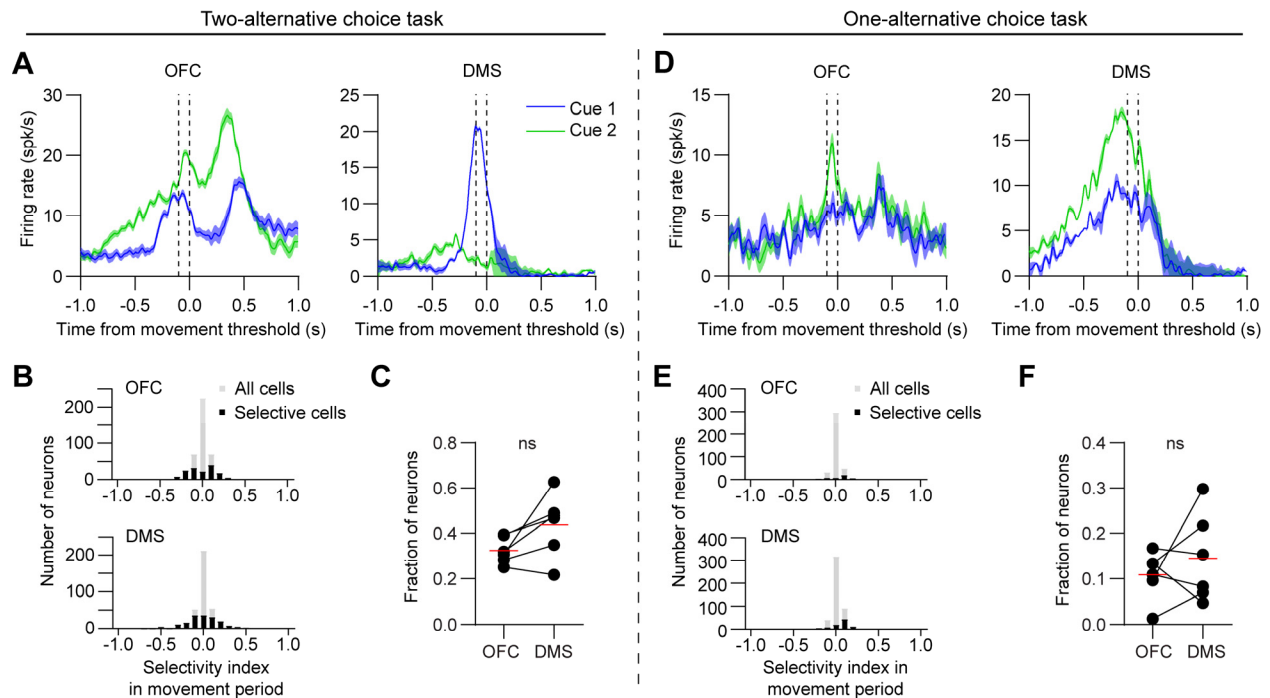 Two-alternative choice task
One-alternative choice task
A
OFC
DMS
Cue 1
Cue 2
Firing rate (spk/s)
30
20
10
0
-1.0 -0.5 0.0 0.5 1.0
Time from movement threshold (s)
25
20
15
10
5
0
-1.0 -0.5 0.0 0.5 1.0
Time from movement threshold (s)
D
OFC
DMS
Firing rate (spk/s)
15
10
5
0
-1.0 -0.5 0.0 0.5 1.0
Time from movement threshold (s)
20
15
10
5
0
-1.0 -0.5 0.0 0.5 1.0
Time from movement threshold (s)
B
OFC
All cells
Selective cells
Number of neurons
200
100
0
-1.0 -0.5 0.0 0.5 1.0
DMS
200
100
0
-1.0 -0.5 0.0 0.5 1.0
Selectivity index
in movement period
C
ns
Fraction of neurons
0.8
0.6
0.4
0.2
0.0
OFC DMS
E
OFC
All cells
Selective cells
Number of neurons
400
300
200
100
0
-1.0 -0.5 0.0 0.5 1.0
DMS
400
300
200
100
0
-1.0 -0.5 0.0 0.5 1.0
Selectivity index in
movement period
F
ns
Fraction of neurons
0.4
0.3
0.2
0.1
0.0
OFC DMS